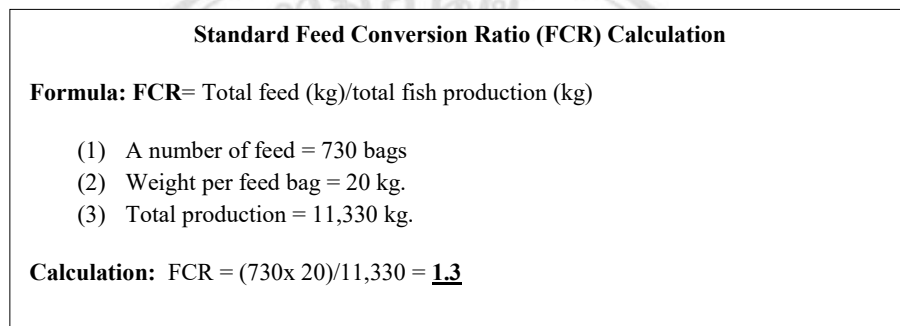 Standard Feed Conversion Ratio (FCR) Calculation
Formula: FCR= Total feed (kg)/total fish production (kg)
(1) A number of feed = 730 bags
(2) Weight per feed bag = 20 kg.
(3) Total production = 11,330 kg.
Calculation: FCR = (730x 20)/11,330 = 1.3